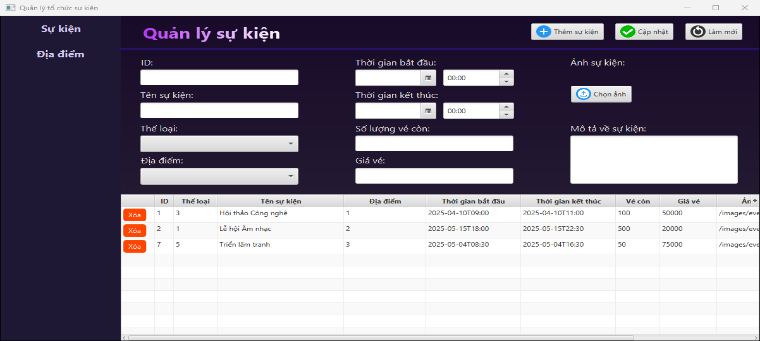 Quản lý tổ chức sự kiện
Sự kiện
Địa điểm
Quản lý sự kiện
Thêm sự kiện
Cập nhật
Làm mới
ID:
Thời gian bắt đầu:
Ảnh sự kiện:
00:00
Tên sự kiện:
Thời gian kết thúc:
Chọn ảnh
00:00
Thể loại:
Số lượng vé còn:
Mô tả về sự kiện:
Địa điểm:
Giá vé:
ID Thể loại Tên sự kiện Địa điểm Thời gian bắt đầu Thời gian kết thúc Vé còn Giá vé Ản
Xóa 1 3 Hội thảo Công nghệ 1 2025-04-10T09:00 2025-04-10T11:00 100 50000 /images/eve
Xóa 2 1 Lễ hội Âm nhạc 2 2025-05-15T18:00 2025-05-15T22:30 500 20000 /images/eve
Xóa 7 5 Triển lãm tranh 3 2025-05-04T08:30 2025-05-04T16:30 50 75000 /images/eve